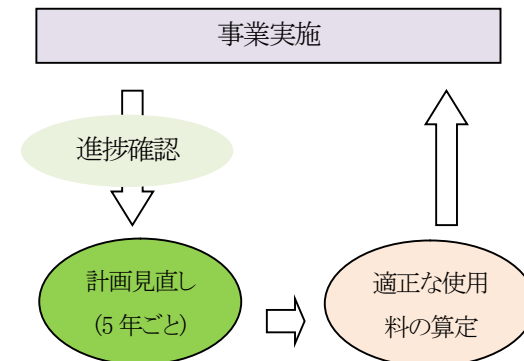 事業実施
進捗確認
計画見直し
(5 年ごと)
適正な使用
料の算定